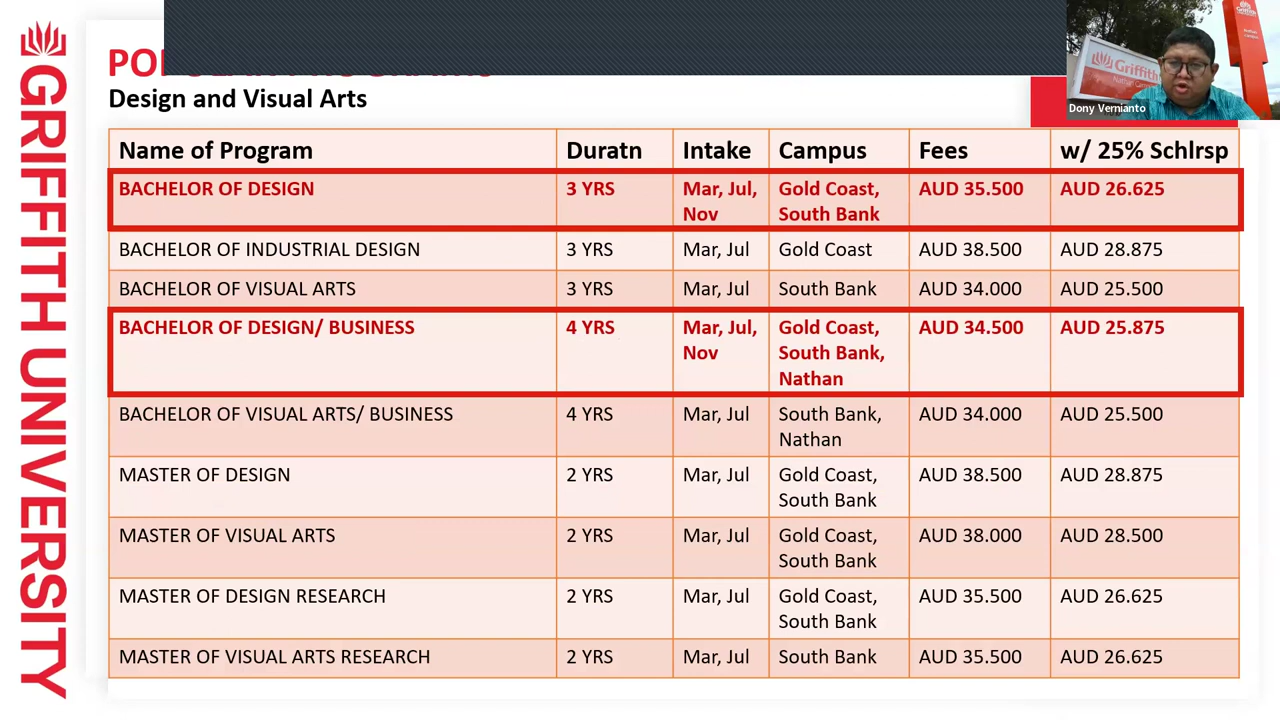 GRIFFITH UNIVERSITY
Design and Visual Arts
Griffith
Dony Vernianto
Name of Program Duratn Intake Campus Fees w/ 25% Schlrsp
BACHELOR OF DESIGN 3 YRS Mar, Jul, Gold Coast, AUD 35.500 AUD 26.625
Nov South Bank
BACHELOR OF INDUSTRIAL DESIGN 3 YRS Mar, Jul Gold Coast AUD 38.500 AUD 28.875
BACHELOR OF VISUAL ARTS 3 YRS Mar, Jul South Bank AUD 34.000 AUD 25.500
BACHELOR OF DESIGN/ BUSINESS 4 YRS Mar, Jul, Gold Coast, AUD 34.500 AUD 25.875
Nov South Bank,
Nathan
BACHELOR OF VISUAL ARTS/ BUSINESS 4 YRS Mar, Jul South Bank, AUD 34.000 AUD 25.500
Nathan
MASTER OF DESIGN 2 YRS Mar, Jul Gold Coast, AUD 38.500 AUD 28.875
South Bank
MASTER OF VISUAL ARTS 2 YRS Mar, Jul Gold Coast, AUD 38.000 AUD 28.500
South Bank
MASTER OF DESIGN RESEARCH 2 YRS Mar, Jul Gold Coast, AUD 35.500 AUD 26.625
South Bank
MASTER OF VISUAL ARTS RESEARCH 2 YRS Mar, Jul South Bank AUD 35.500 AUD 26.625